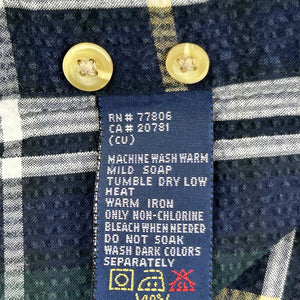 RN# 77806
CA# 20781
(CU)
MACHINE WASH WARM
MILD SOAP
TUMBLE DRY LOW
HEAT
WARM IRON
ONLY NON-CHLORINE
BLEACH WHEN NEEDED
DO NOT SOAK
WASH DARK COLORS
SEPARATELY